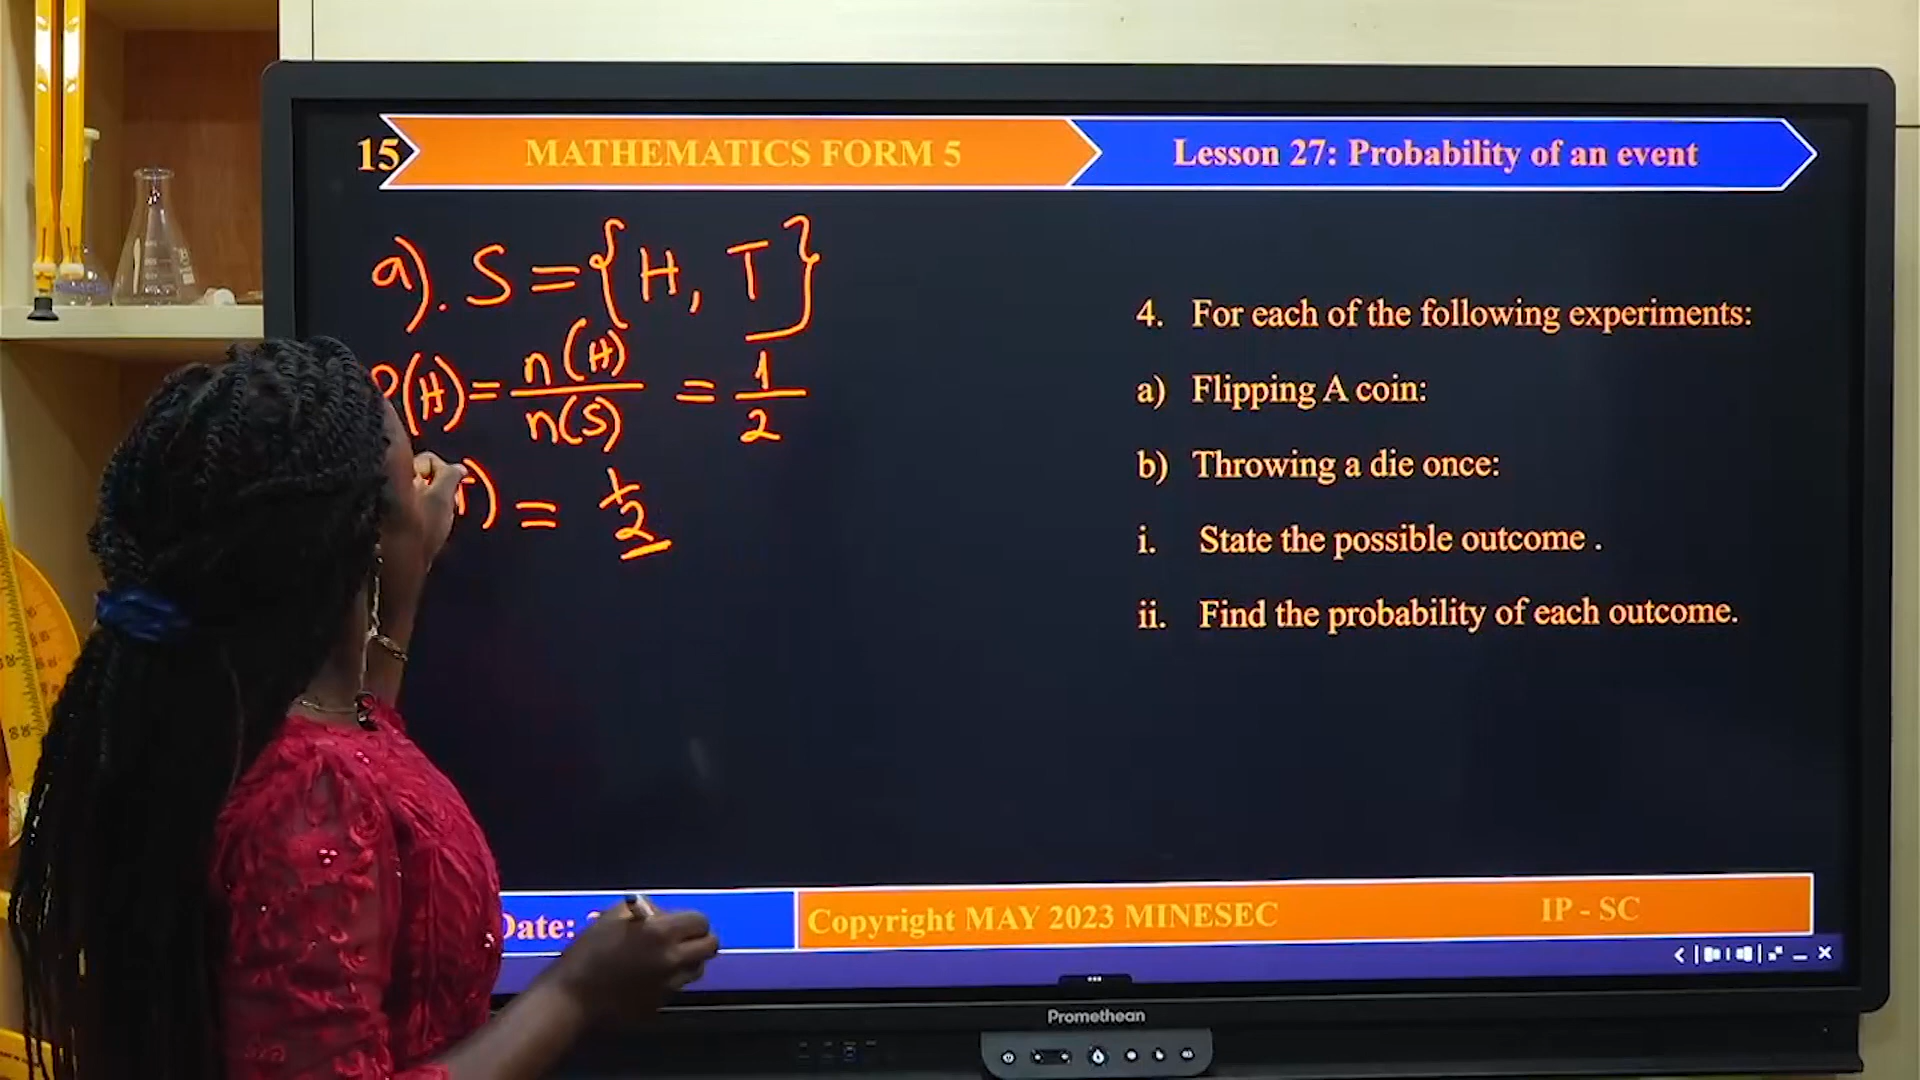 15 MATHEMATICS FORM 5 Lesson 27: Probability of an event
a). S = {H, T}
P(H) = n(H)/n(S) = 1/2
T) = 1/2
4. For each of the following experiments:
a) Flipping A coin:
b) Throwing a die once:
i. State the possible outcome .
ii. Find the probability of each outcome.
Date: Copyright MAY 2023 MINESEC IP - SC
Promethean